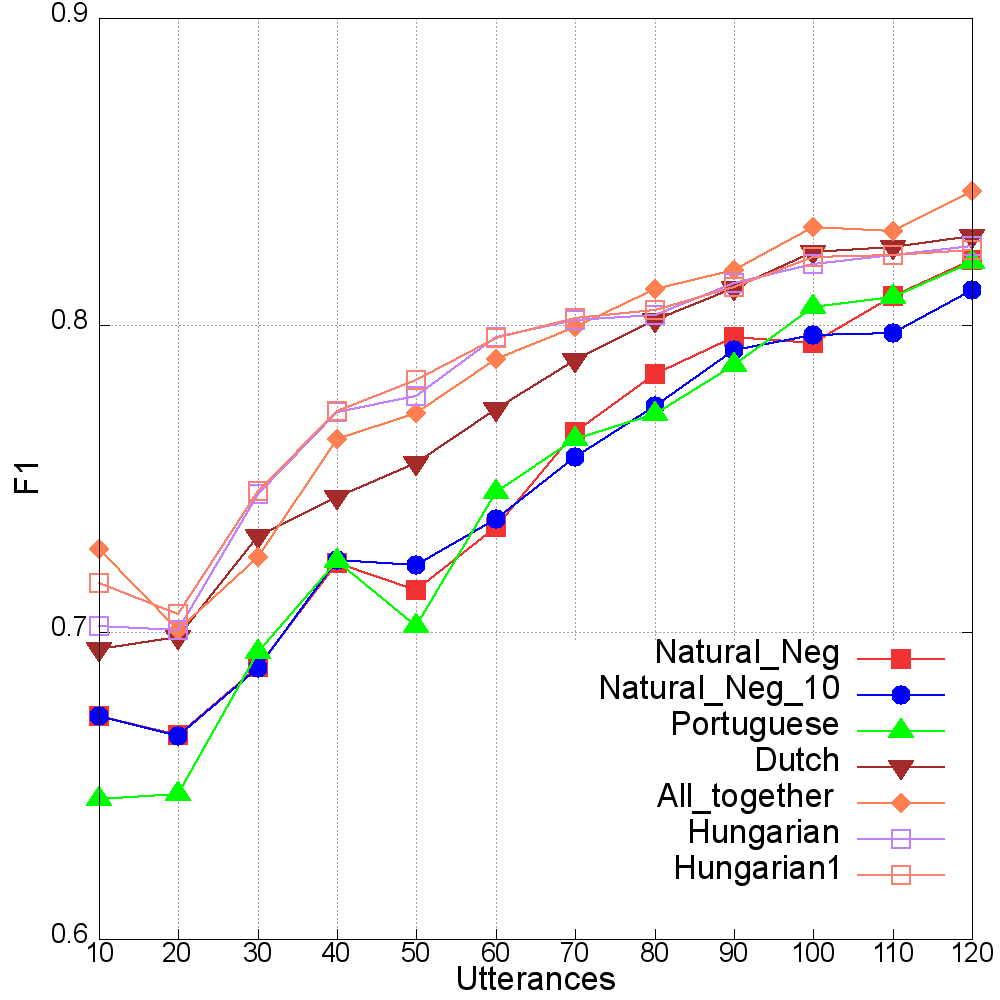 0.9
0.8
0.7
0.6
F1
Natural_Neg
Natural_Neg_10
Portuguese
Dutch
All_together
Hungarian
Hungarian1
10 20 30 40 50 60 70 80 90 100 110 120
Utterances